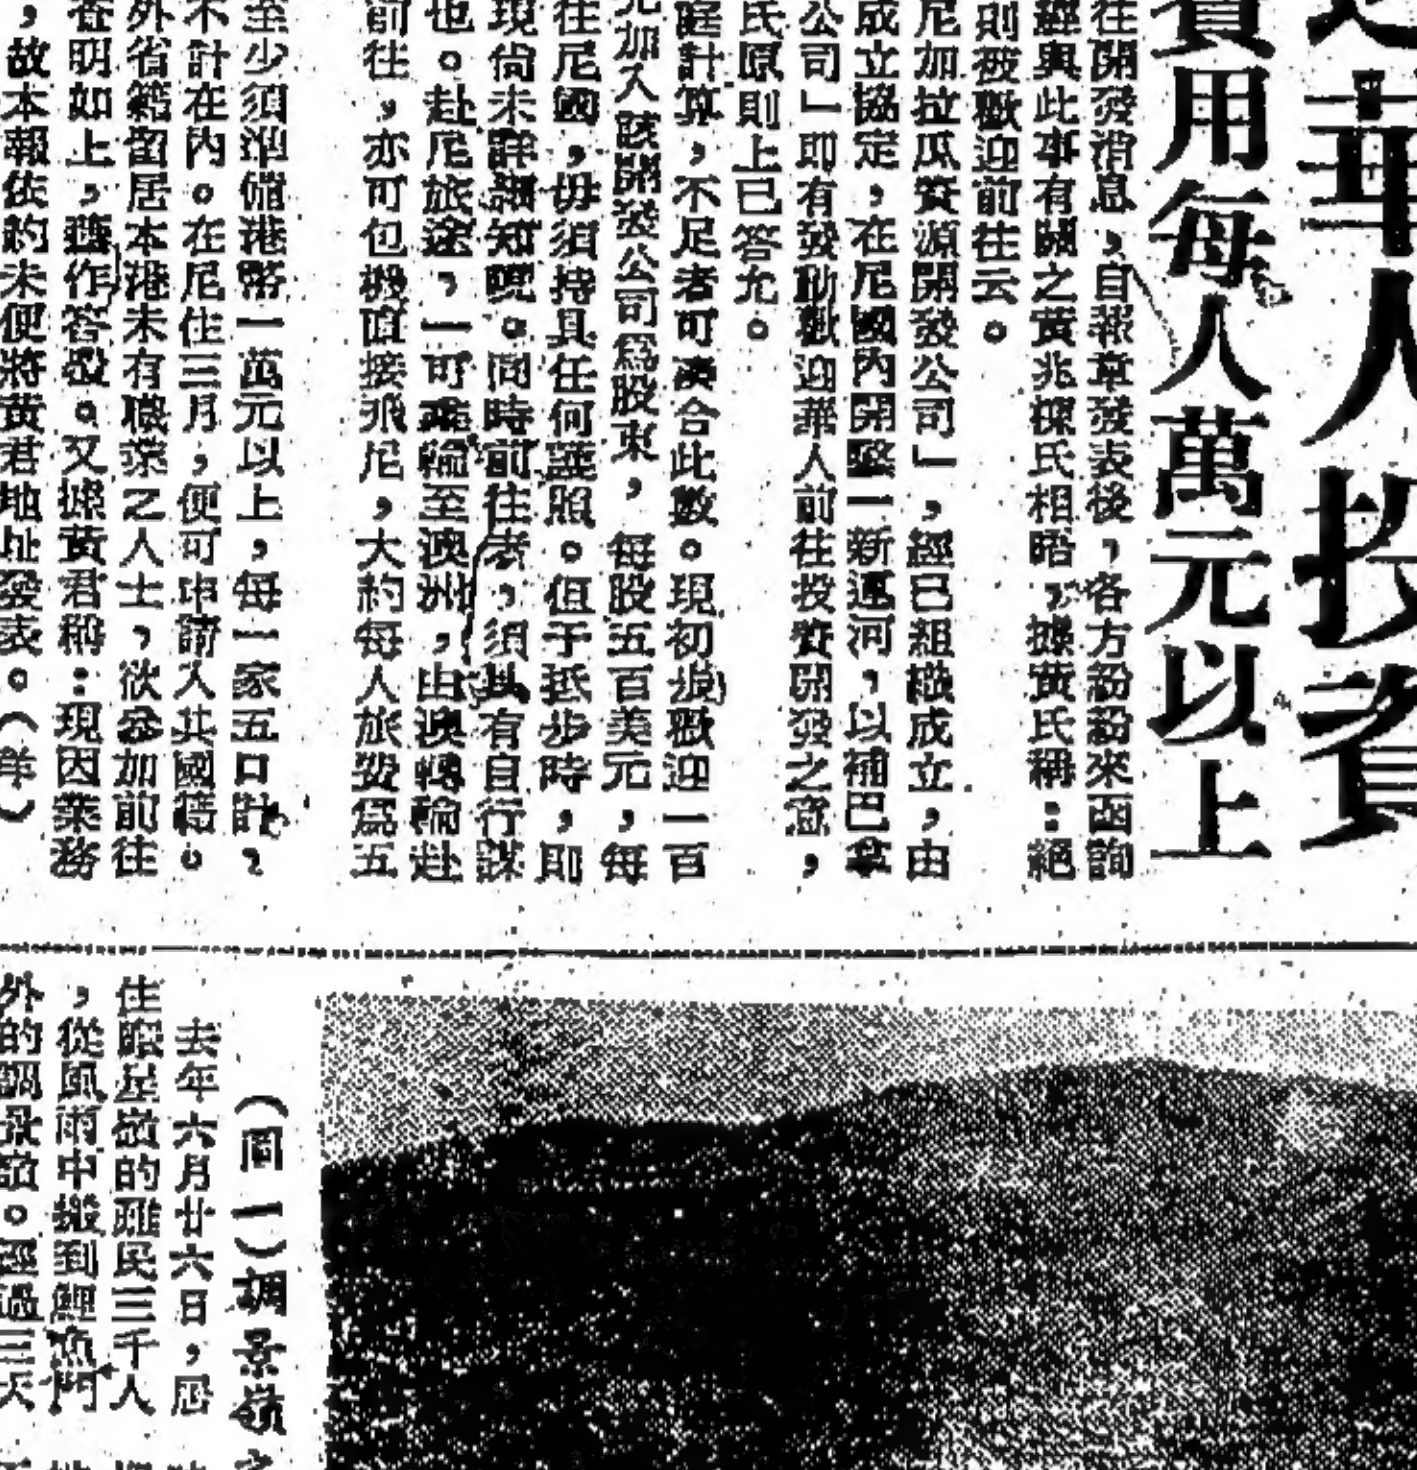 華人投資
費用每人萬元以上
往開發消息，自報章發表後，各方紛紛來函詢
經與此事有關之黃兆 氏相晤，據黃氏稱：絕
則被歡迎前往云。
尼加拉瓜資源開發公司」，經已組織成立，由
成立協定，在尼國內開鑿一新運河，以補巴拿
公司」即有發動歡迎華人前往投資開發之意，
氏原則上已答允。
庭計算，不足者可湊合此數。現初步歡迎一百
元加入該開發公司爲股東，每股五百美元，每
往尼國，毋須持具任何護照。但于抵步時，耶
現尙未詳細知曉。同時前往者，須具有自行謀
也。赴尼旅途，一可乘輪至澳洲，由澳轉輪赴
前往，亦可包機直接飛尼，大約每人旅費爲五
至少須準備港幣一萬元以上，每一家五口計，
不計在內。在尼住三月，便可申請入其國籍。
外省籍留居本港未有職業之人士，欲參加前往
查明如上，謹作答覆。又據黃君稱：現因業務
，故本報依約未便將黃君地址發表。（祥）
（圖一）調景嶺之
去年六月廿六日，居
住 星嶺的難民三千人
，從風雨中搬到鯉魚門
外的調景嶺。經過三天